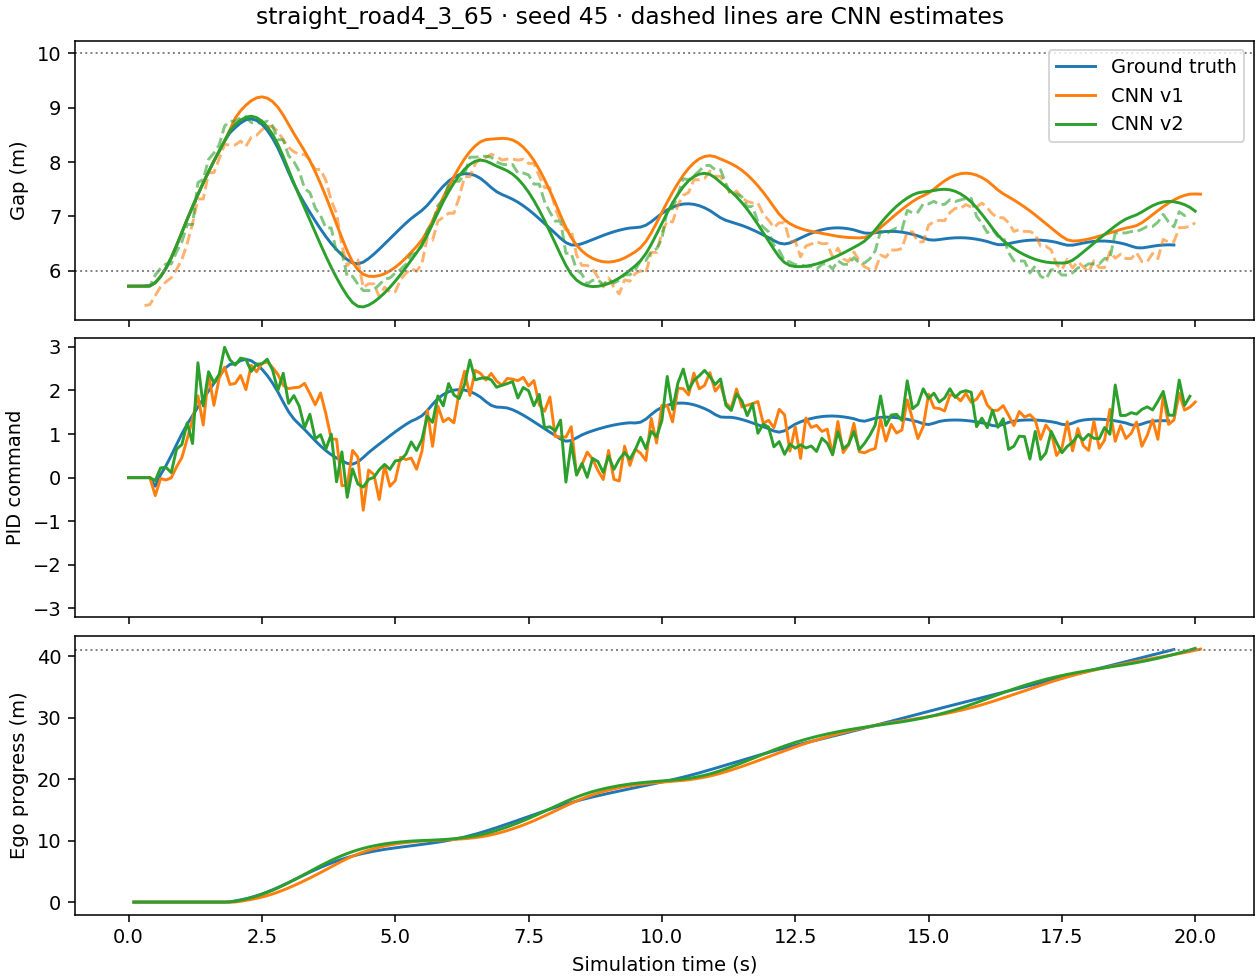 straight_road4_3_65 · seed 45 · dashed lines are CNN estimates
Gap (m)
10
9
8
7
6
Ground truth
CNN v1
CNN v2
PID command
3
2
1
0
−1
−2
−3
Ego progress (m)
40
30
20
10
0
0.0 2.5 5.0 7.5 10.0 12.5 15.0 17.5 20.0
Simulation time (s)